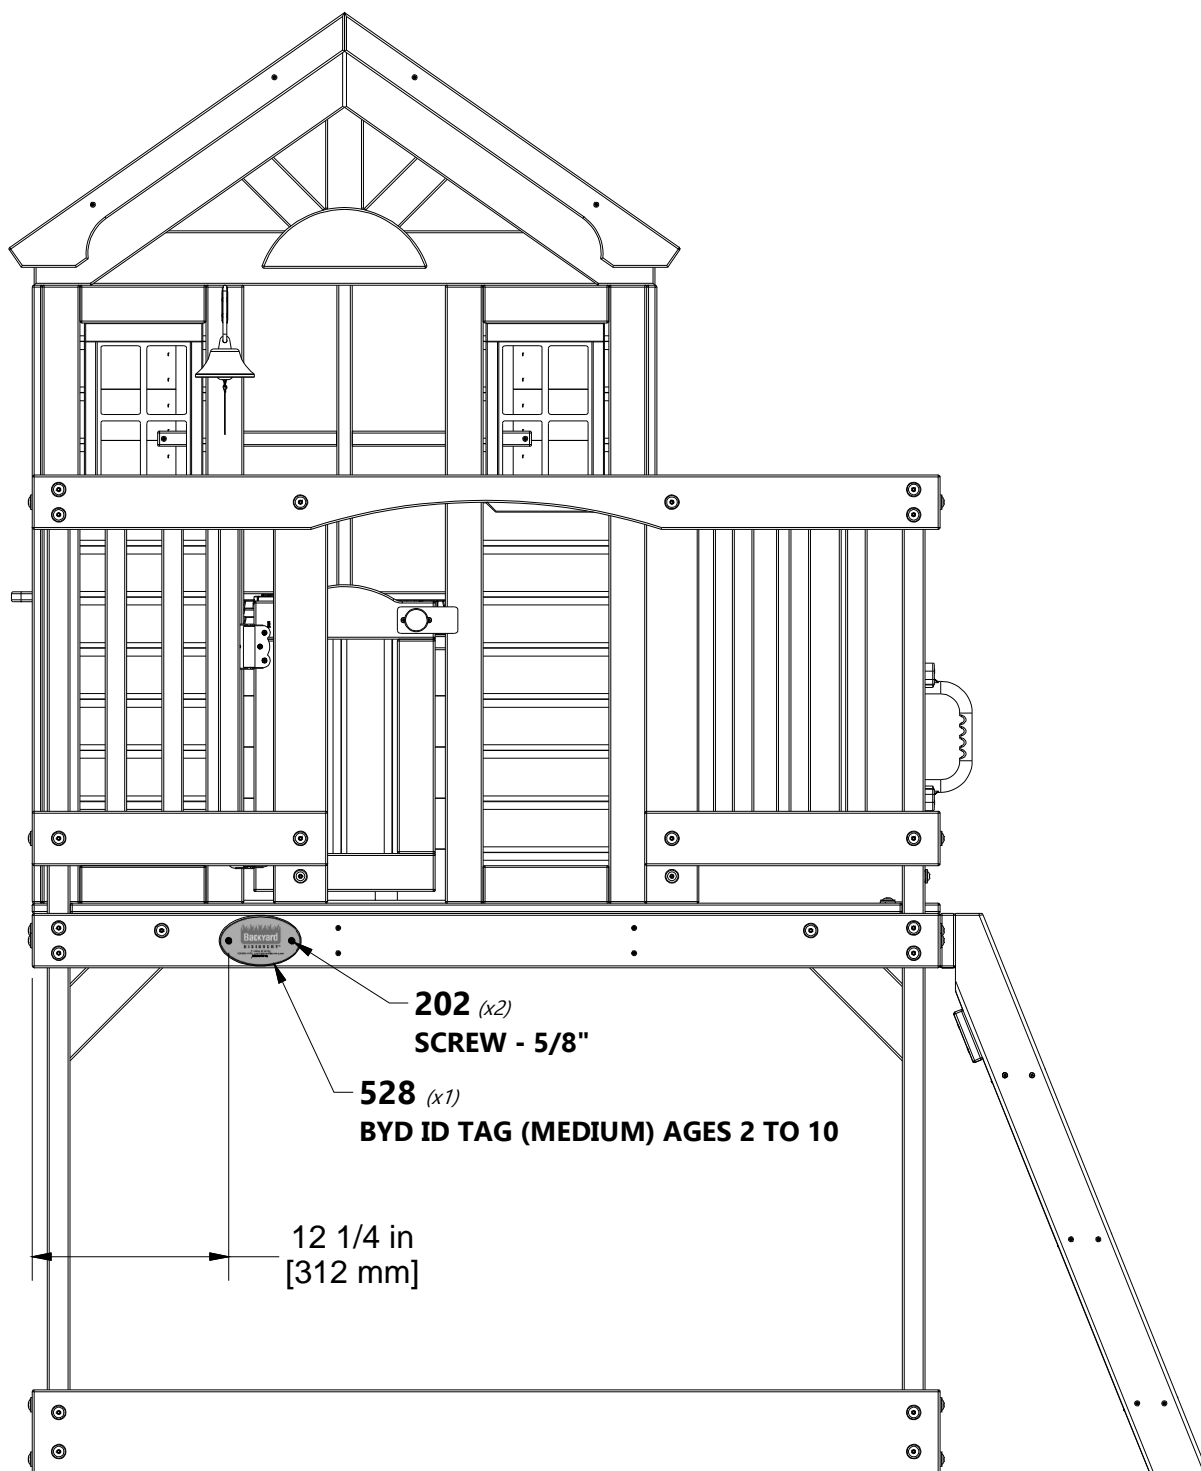 Backyard
DISCOVERY
202 (x2)
SCREW - 5/8"
528 (x1)
BYD ID TAG (MEDIUM) AGES 2 TO 10
12 1/4 in
[312 mm]